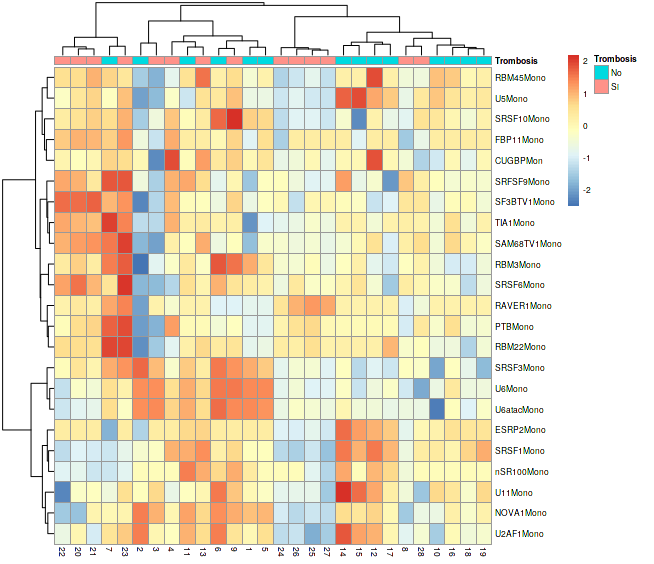 Trombosis
RBM45Mono
U5Mono
SRSF10Mono
FBP11Mono
CUGBPMon
SRFSF9Mono
SF3BTV1Mono
TIA1Mono
SAM68TV1Mono
RBM3Mono
SRSF6Mono
RAVER1Mono
PTBMono
RBM22Mono
SRSF3Mono
U6Mono
U6atacMono
ESRP2Mono
SRSF1Mono
nSR100Mono
U11Mono
NOVA1Mono
U2AF1Mono
22 20 21 7 23 2 3 4 11 13 6 9 1 5 24 26 25 27 14 15 12 17 8 28 10 16 18 19
2
1
0
-1
-2
Trombosis
No
SI